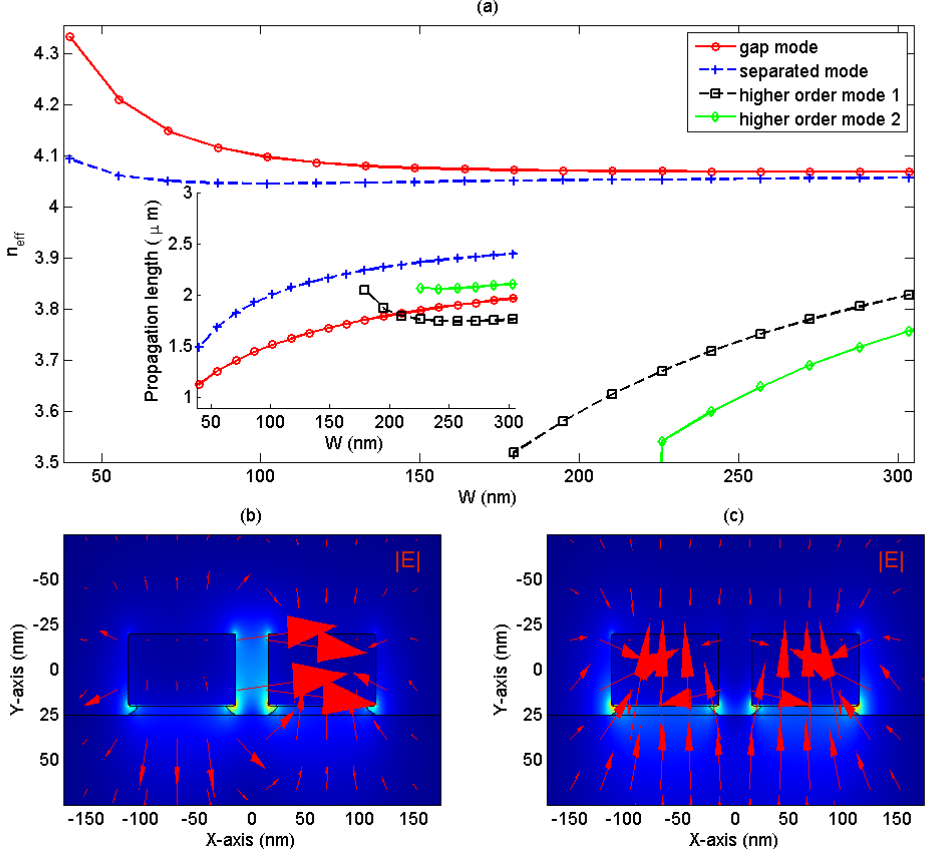 (a)
4.3
4.2
4.1
4
3.9
3.8
3.7
3.6
3.5
n_eff
50
100
150
200
250
300
W (nm)
gap mode
separated mode
higher order mode 1
higher order mode 2
3
2.5
2
1.5
1
Propagation length ( μ m)
50
100
150
200
250
300
W (nm)
(b)
|E|
-50
-25
0
25
50
Y-axis (nm)
-150
-100
-50
0
50
100
150
X-axis (nm)
(c)
|E|
-50
-25
0
25
50
Y-axis (nm)
-150
-100
-50
0
50
100
150
X-axis (nm)